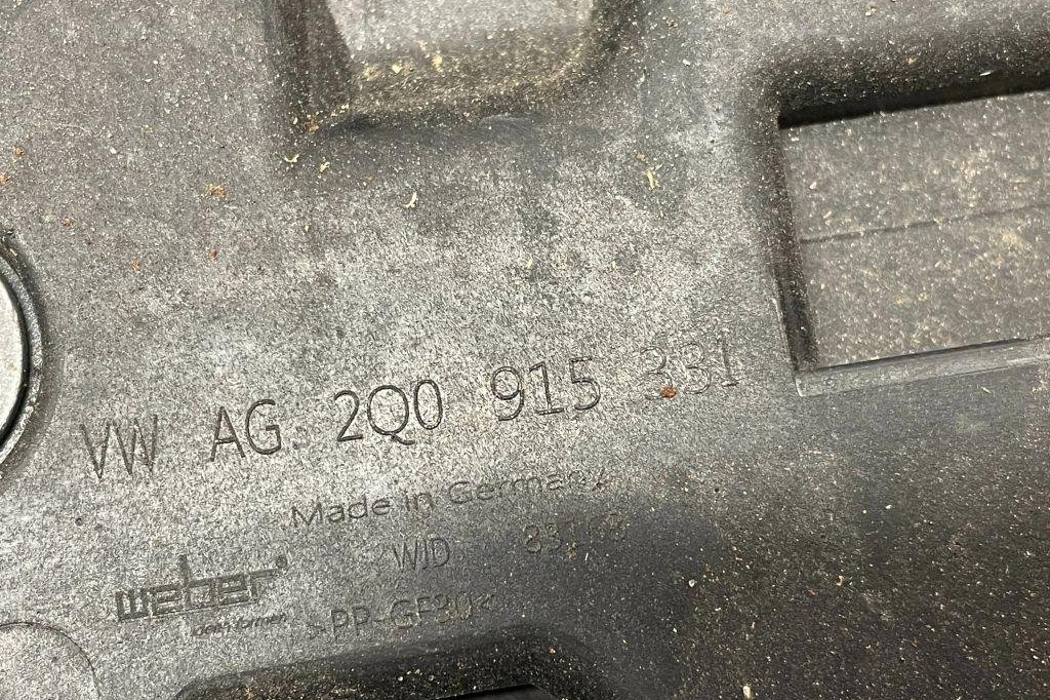 VW AG 2Q0 915 331
Made in Germany
WID
weber®
>PP-GF30<